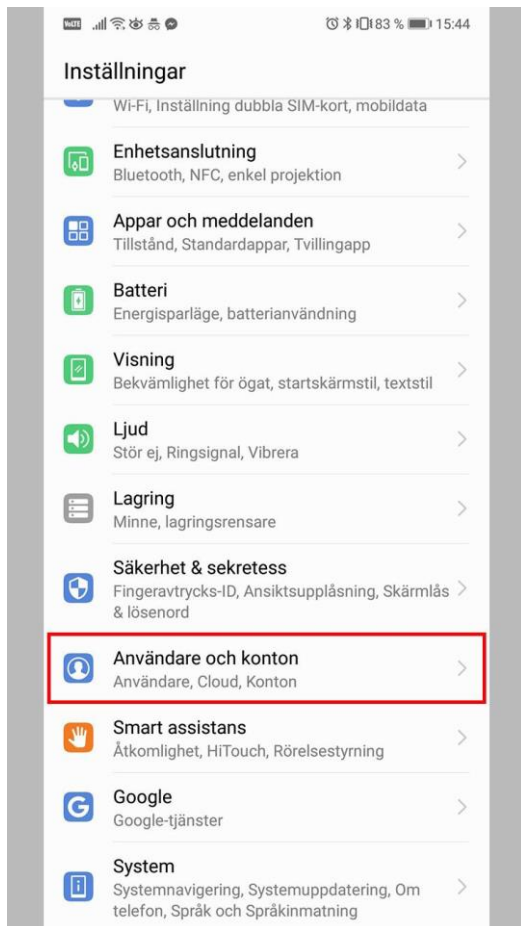 VoLTE 83 % 15:44
Inställningar
Wi-Fi, Inställning dubbla SIM-kort, mobildata
Enhetsanslutning
Bluetooth, NFC, enkel projektion
Appar och meddelanden
Tillstånd, Standardappar, Tvillingapp
Batteri
Energisparläge, batterianvändning
Visning
Bekvämlighet för ögat, startskärmstil, textstil
Ljud
Stör ej, Ringsignal, Vibrera
Lagring
Minne, lagringsrensare
Säkerhet & sekretess
Fingeravtrycks-ID, Ansiktsupplåsning, Skärmlås
& lösenord
Användare och konton
Användare, Cloud, Konton
Smart assistans
Åtkomlighet, HiTouch, Rörelsestyrning
Google
Google-tjänster
System
Systemnavigering, Systemuppdatering, Om
telefon, Språk och Språkinmatning